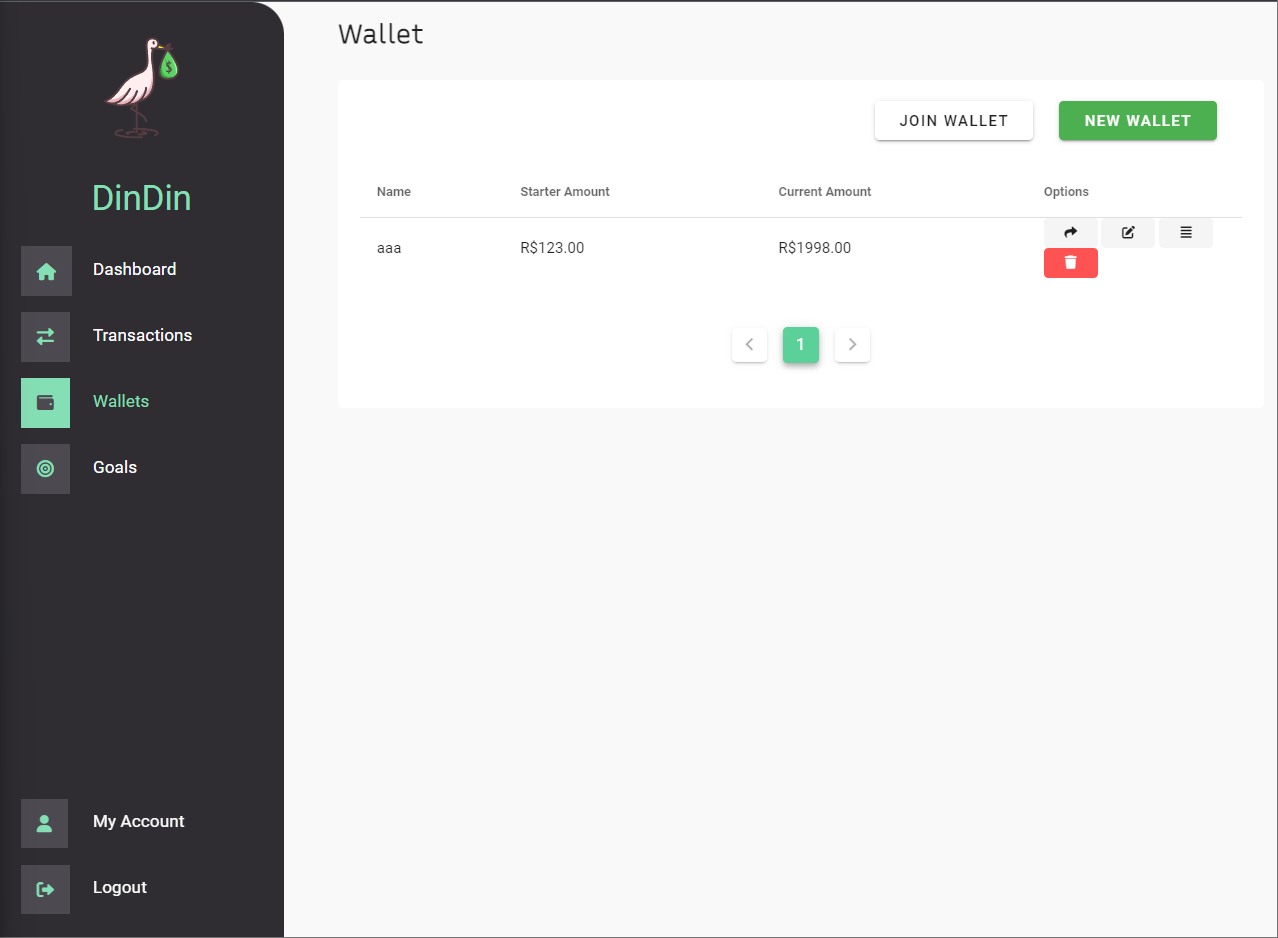 Wallet
$
JOIN WALLET NEW WALLET
DinDin
Name Starter Amount Current Amount Options
aaa R$123.00 R$1998.00
Dashboard
Transactions
1
Wallets
Goals
My Account
Logout